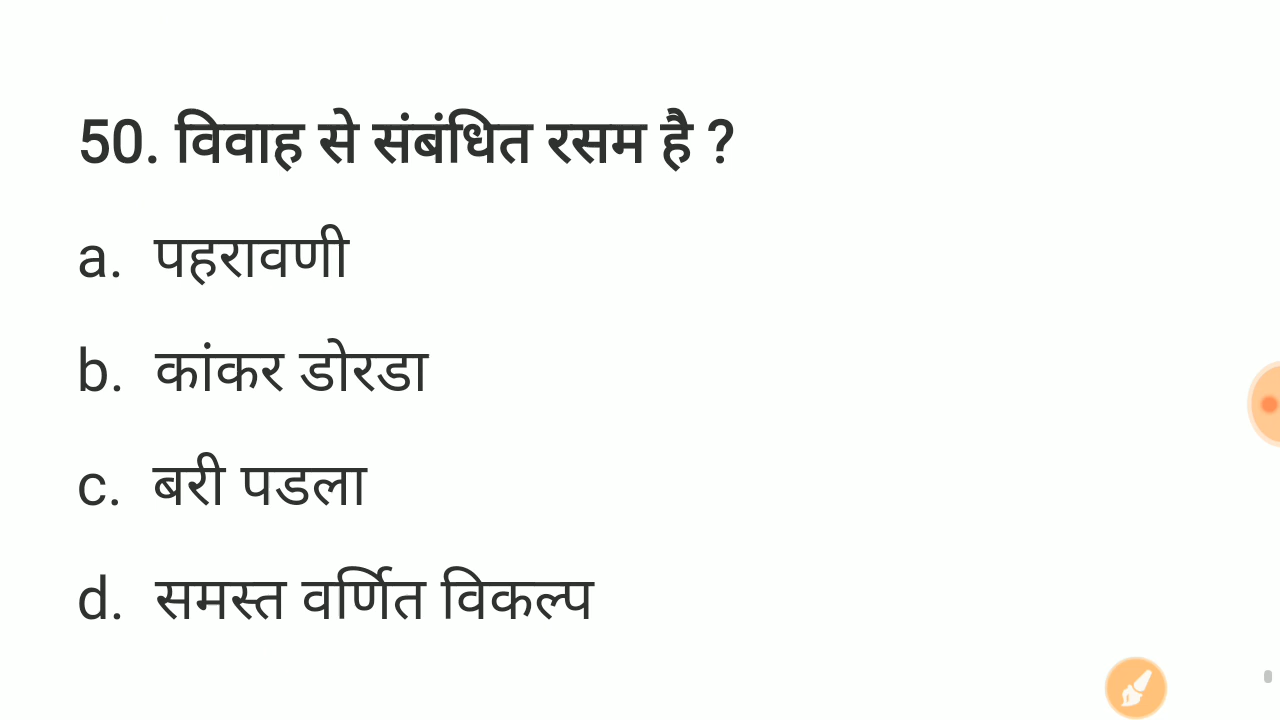 50. विवाह से संबंधित रसम है ?
a. पहरावणी
b. कांकर डोरडा
c. बरी पडला
d. समस्त वर्णित विकल्प